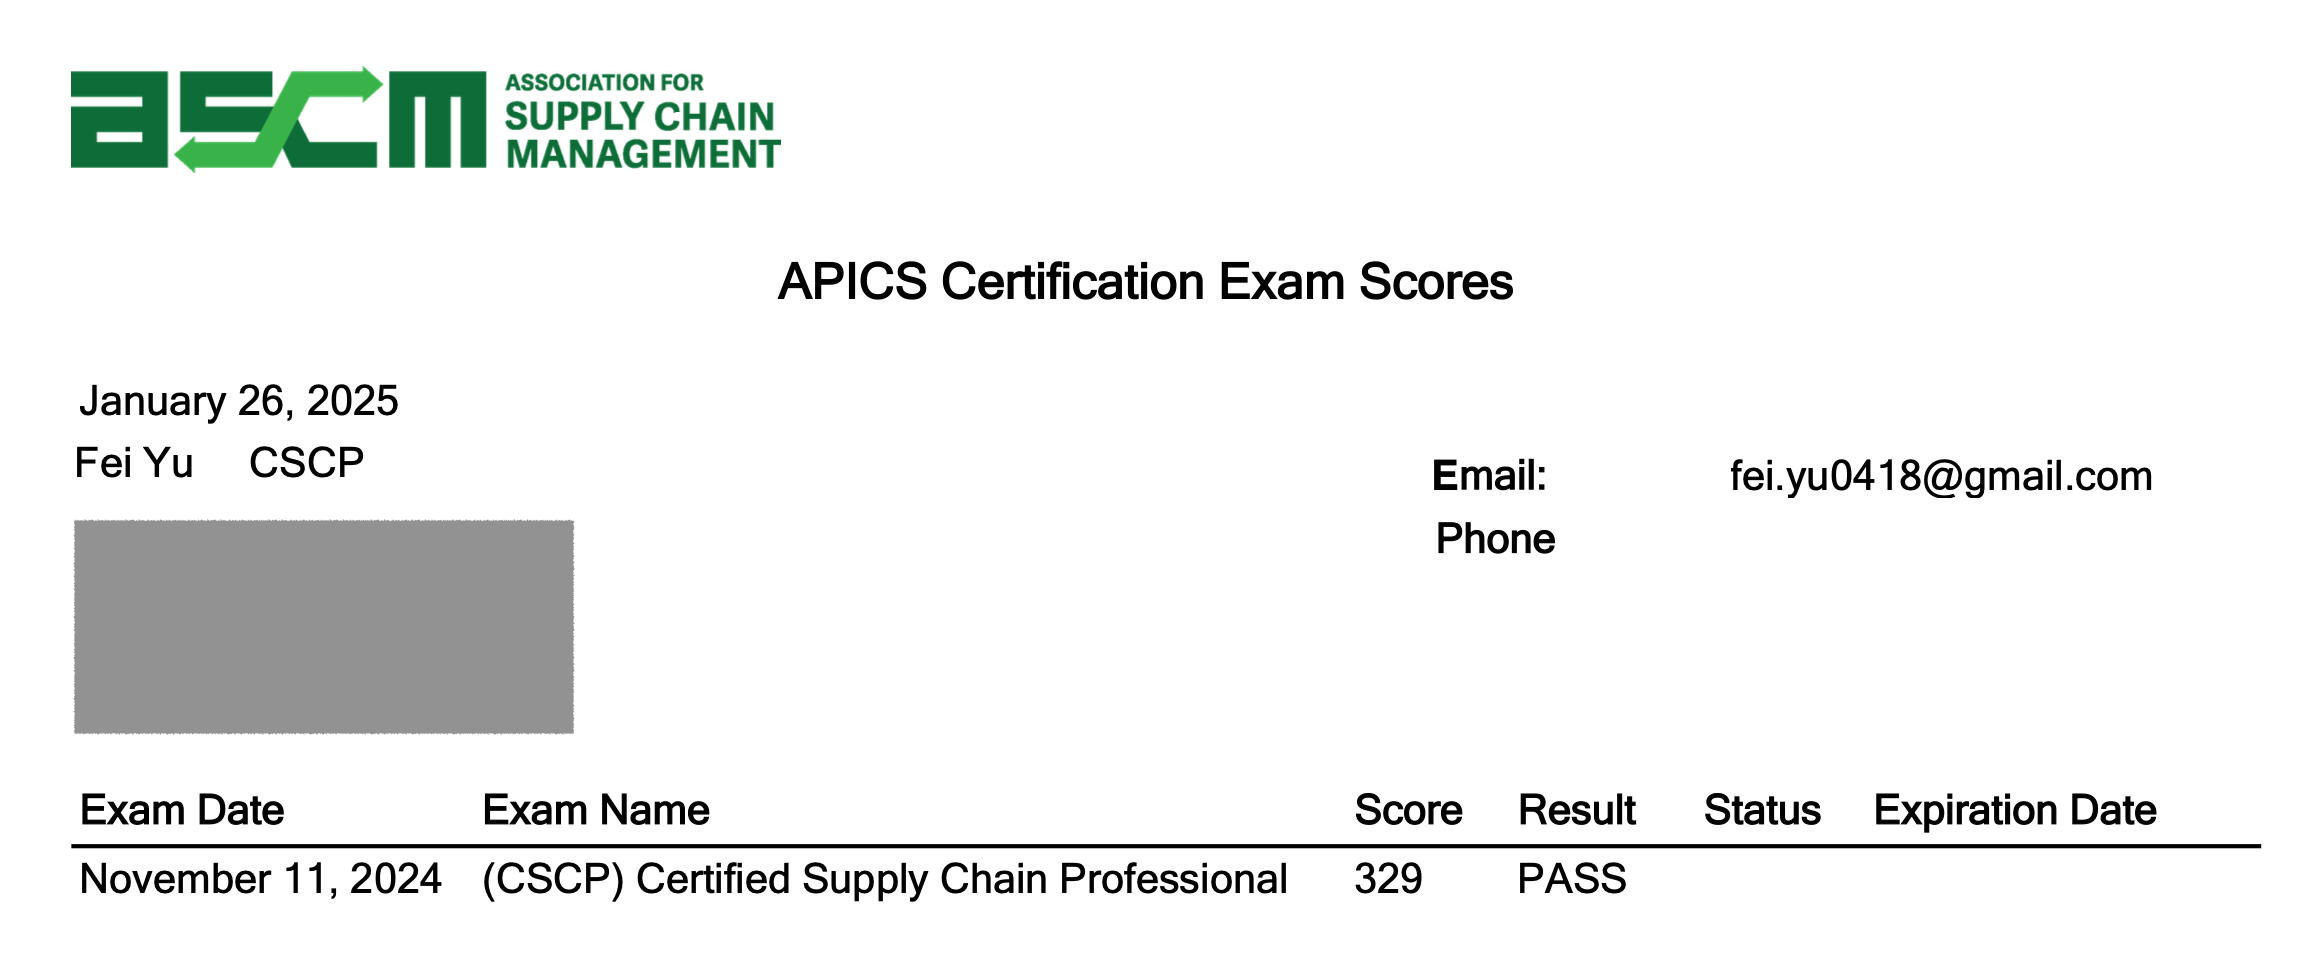 ascm ASSOCIATION FOR
SUPPLY CHAIN
MANAGEMENT
APICS Certification Exam Scores
January 26, 2025
Fei Yu CSCP
Email: fei.yu0418@gmail.com
Phone
Exam Date Exam Name Score Result Status Expiration Date
November 11, 2024 (CSCP) Certified Supply Chain Professional 329 PASS